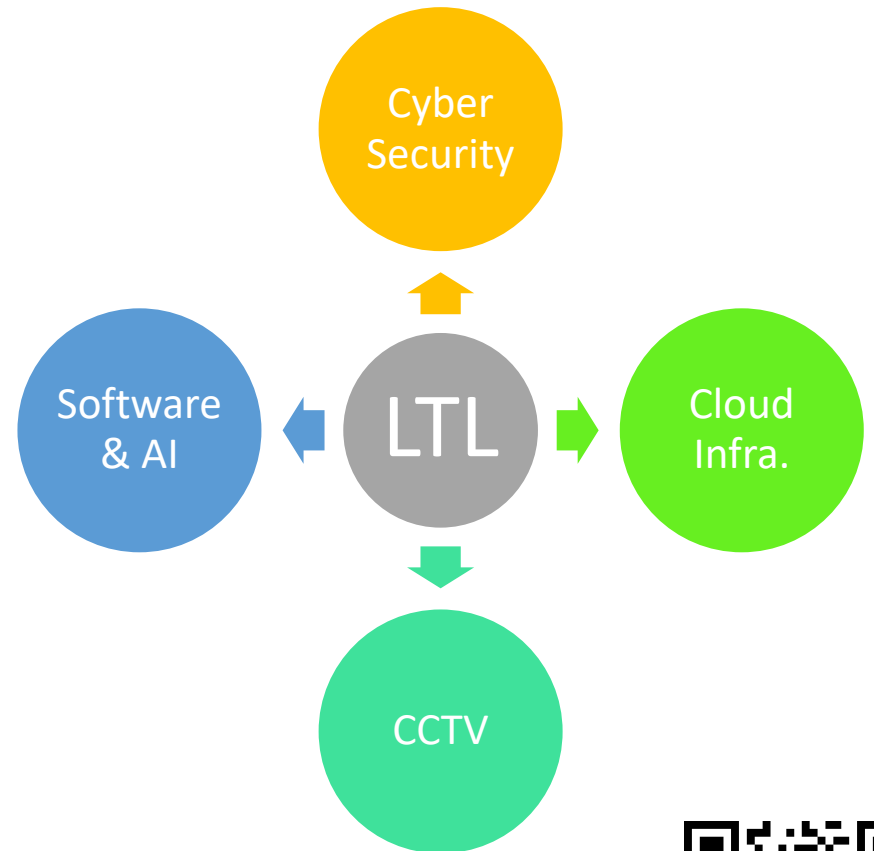 Cyber
Security
Software
& AI
LTL
Cloud
Infra.
CCTV